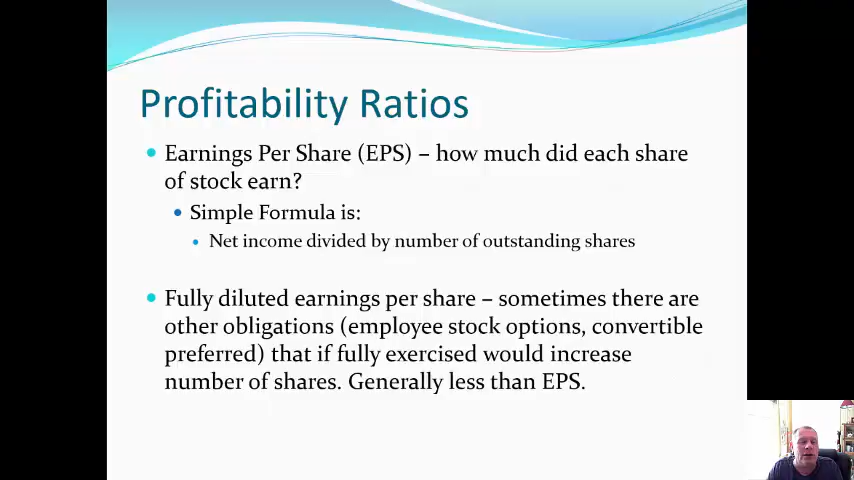 Profitability Ratios
Earnings Per Share (EPS) – how much did each share
of stock earn?
Simple Formula is:
Net income divided by number of outstanding shares
Fully diluted earnings per share – sometimes there are
other obligations (employee stock options, convertible
preferred) that if fully exercised would increase
number of shares. Generally less than EPS.